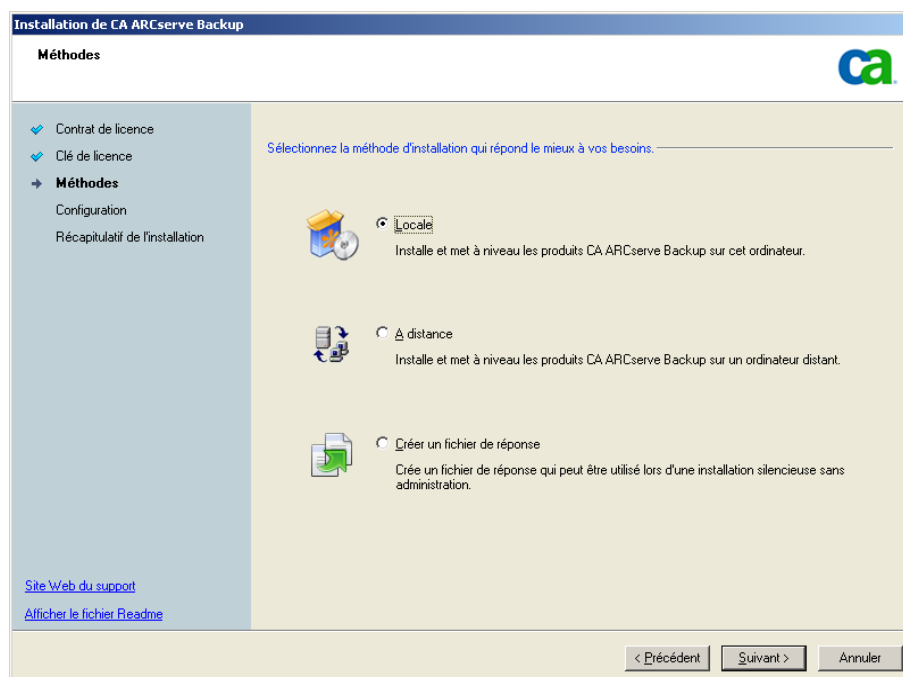 Installation de CA ARCserve Backup
Méthodes
ca
Contrat de licence
Clé de licence
Méthodes
Configuration
Récapitulatif de l'installation
Site Web du support
Afficher le fichier Readme
Sélectionnez la méthode d'installation qui répond le mieux à vos besoins.
Locale
Installe et met à niveau les produits CA ARCserve Backup sur cet ordinateur.
A distance
Installe et met à niveau les produits CA ARCserve Backup sur un ordinateur distant.
Créer un fichier de réponse
Crée un fichier de réponse qui peut être utilisé lors d'une installation silencieuse sans
administration.
< Précédent
Suivant >
Annuler